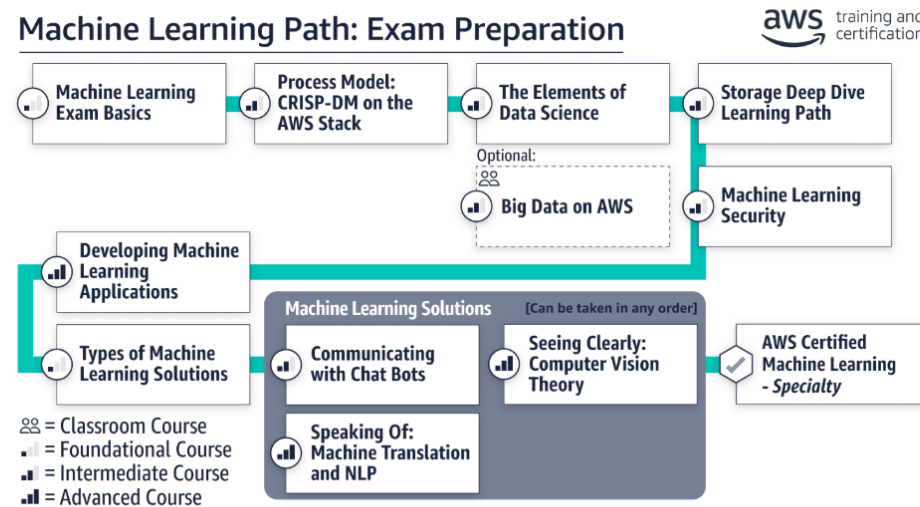 Machine Learning Path: Exam Preparation
aws training and
certification
Machine Learning
Exam Basics
Process Model:
CRISP-DM on the
AWS Stack
The Elements of
Data Science
Storage Deep Dive
Learning Path
Optional:
Big Data on AWS
Machine Learning
Security
Developing Machine
Learning
Applications
Types of Machine
Learning Solutions
Machine Learning Solutions
[Can be taken in any order]
Communicating
with Chat Bots
Seeing Clearly:
Computer Vision
Theory
Speaking Of:
Machine Translation
and NLP
AWS Certified
Machine Learning
- Specialty
= Classroom Course
= Foundational Course
= Intermediate Course
= Advanced Course